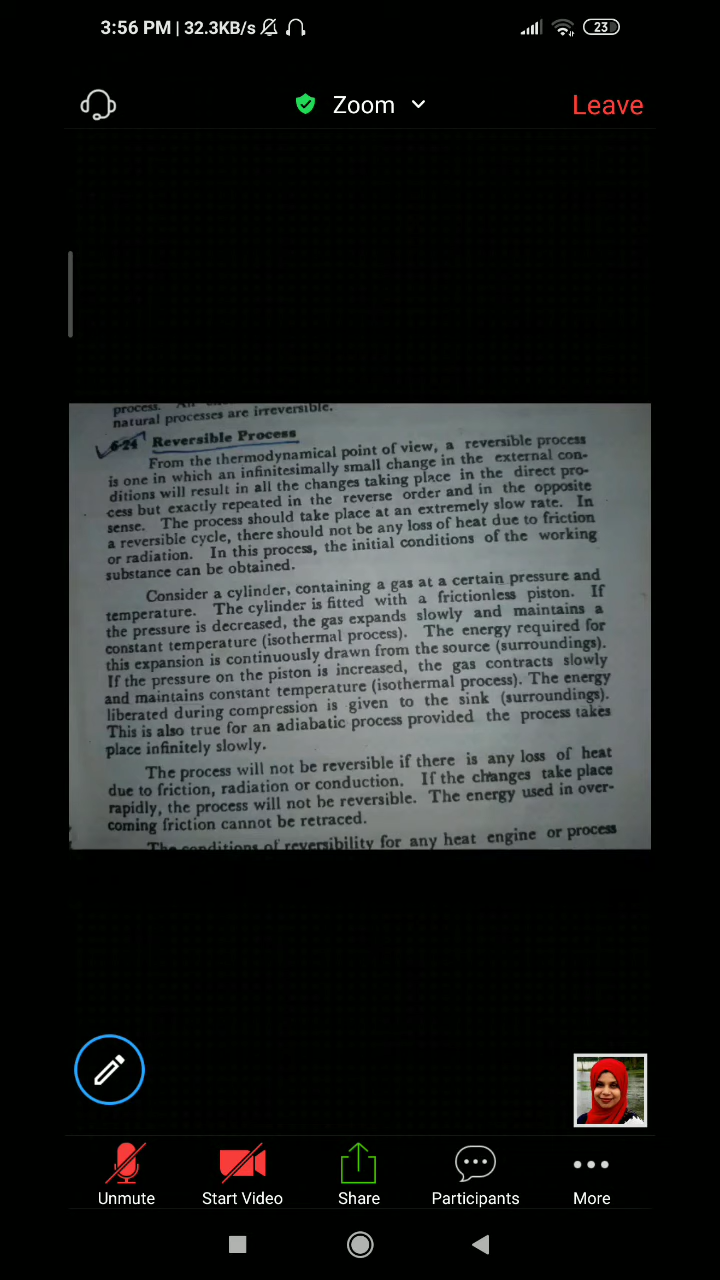 3:56 PM | 32.3KB/s
23
Zoom
Leave
process.
natural processes are irreversible.
6·24 Reversible Process
From the thermodynamical point of view, a reversible process
is one in which an infinitesimally small change in the external con-
ditions will result in all the changes taking place in the direct pro-
cess but exactly repeated in the reverse order and in the opposite
sense. The process should take place at an extremely slow rate. In
a reversible cycle, there should not be any loss of heat due to friction
or radiation. In this process, the initial conditions of the working
substance can be obtained.
Consider a cylinder, containing a gas at a certain pressure and
temperature. The cylinder is fitted with a frictionless piston. If
the pressure is decreased, the gas expands slowly and maintains a
constant temperature (isothermal process). The energy required for
this expansion is continuously drawn from the source (surroundings).
If the pressure on the piston is increased, the gas contracts slowly
and maintains constant temperature (isothermal process). The energy
liberated during compression is given to the sink (surroundings).
This is also true for an adiabatic process provided the process takes
place infinitely slowly.
The process will not be reversible if there is any loss of heat
due to friction, radiation or conduction. If the changes take place
rapidly, the process will not be reversible. The energy used in over-
coming friction cannot be retraced.
The conditions of reversibility for any heat engine or process
Unmute
Start Video
Share
Participants
More